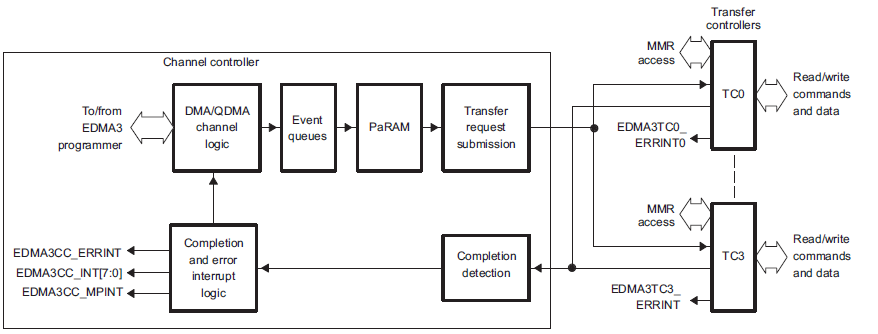 Transfer
controllers
Channel controller
MMR
access
TC0
Read/write
commands
and data
To/from
EDMA3
programmer
DMA/QDMA
channel
logic
Event
queues
PaRAM
Transfer
request
submission
EDMA3TC0_
ERRINT0
MMR
access
TC3
Read/write
commands
and data
EDMA3CC_ERRINT
EDMA3CC_INT[7:0]
EDMA3CC_MPINT
Completion
and error
interrupt
logic
Completion
detection
EDMA3TC3_
ERRINT